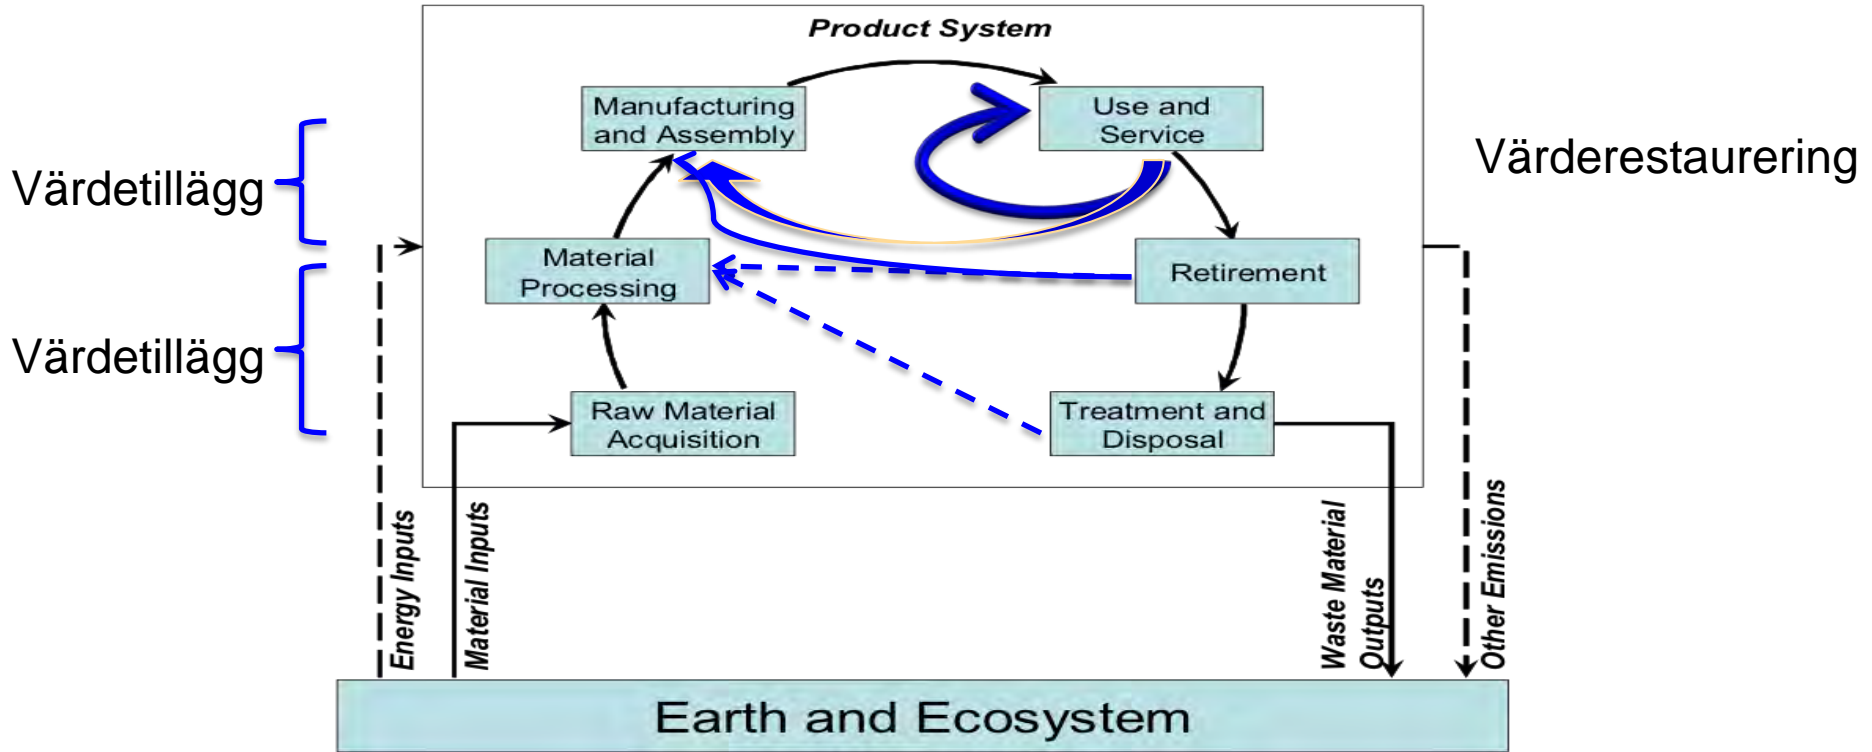 Product System
Manufacturing
and Assembly
Use and
Service
Värdetillägg
Värderestaurering
Material
Processing
Retirement
Värdetillägg
Raw Material
Acquisition
Treatment and
Disposal
Energy Inputs
Material Inputs
Waste Material
Outputs
Other Emissions
Earth and Ecosystem